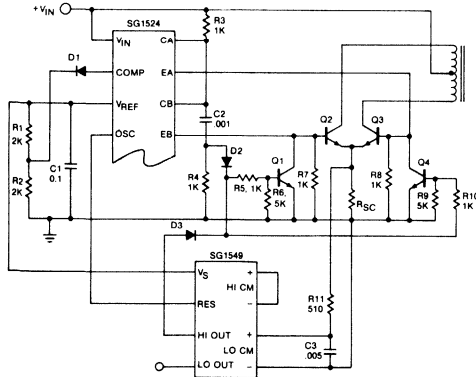 +VIN
SG1524
R3
1K
VIN
CA
D1
COMP
EA
VREF
CB
C2
.001
OSC
EB
Q2
Q3
R1
2K
C1
0.1
D2
Q1
Q4
R2
2K
R4
1K
R5, 1K
R6,
5K
R7
1K
RSC
R8
1K
R9
5K
R10
1K
D3
SG1549
VS
+
HI CM
-
RES
R11
510
HI OUT
+
LO CM
C3
.005
LO OUT
-